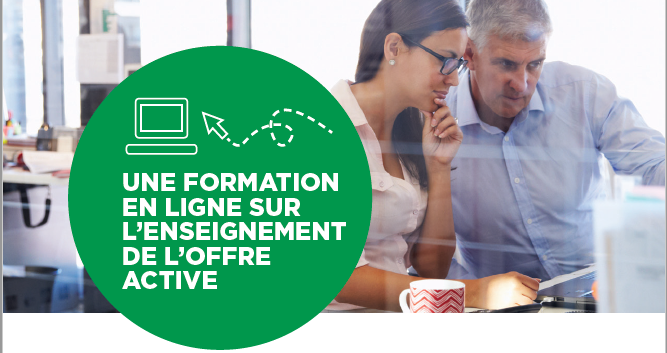 UNE FORMATION
EN LIGNE SUR
L’ENSEIGNEMENT
DE L’OFFRE
ACTIVE